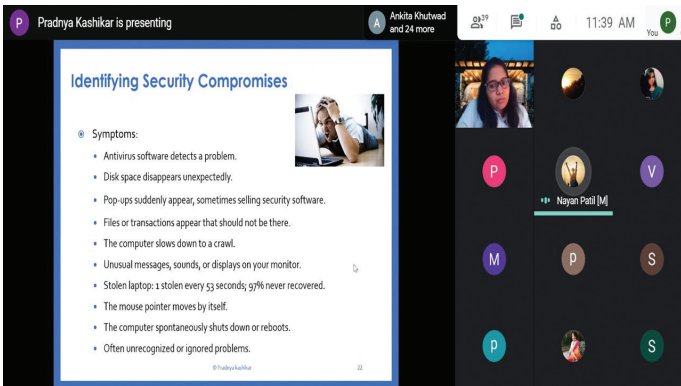 P Pradnya Kashikar is presenting
A Ankita Khutwad
and 24 more
39
11:39 AM
You P
Identifying Security Compromises
Symptoms:
• Antivirus software detects a problem.
• Disk space disappears unexpectedly.
• Pop-ups suddenly appear, sometimes selling security software.
• Files or transactions appear that should not be there.
• The computer slows down to a crawl.
• Unusual messages, sounds, or displays on your monitor.
• Stolen laptop: 1 stolen every 53 seconds; 97% never recovered.
• The mouse pointer moves by itself.
• The computer spontaneously shuts down or reboots.
• Often unrecognized or ignored problems.
© Pradnya kashikar 22
P
Nayan Patil [M]
V
M
P
S
P
S